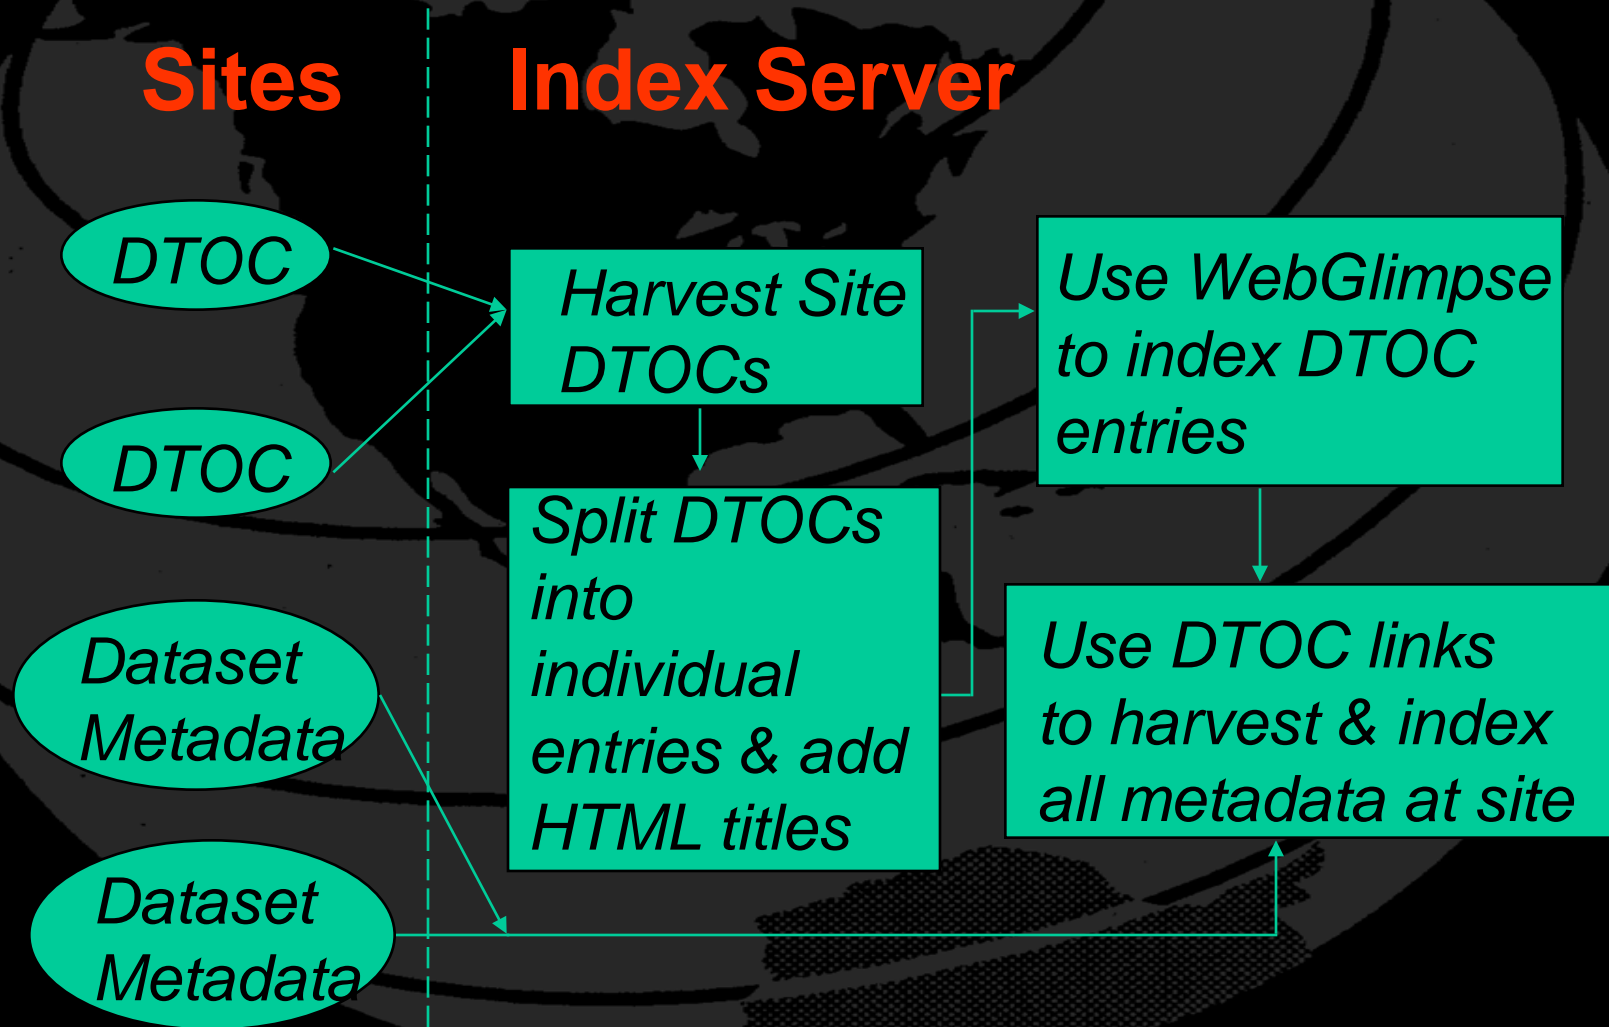 Sites
Index Server
DTOC
DTOC
Dataset
Metadata
Dataset
Metadata
Harvest Site
DTOCs
Split DTOCs
into
individual
entries & add
HTML titles
Use WebGlimpse
to index DTOC
entries
Use DTOC links
to harvest & index
all metadata at site